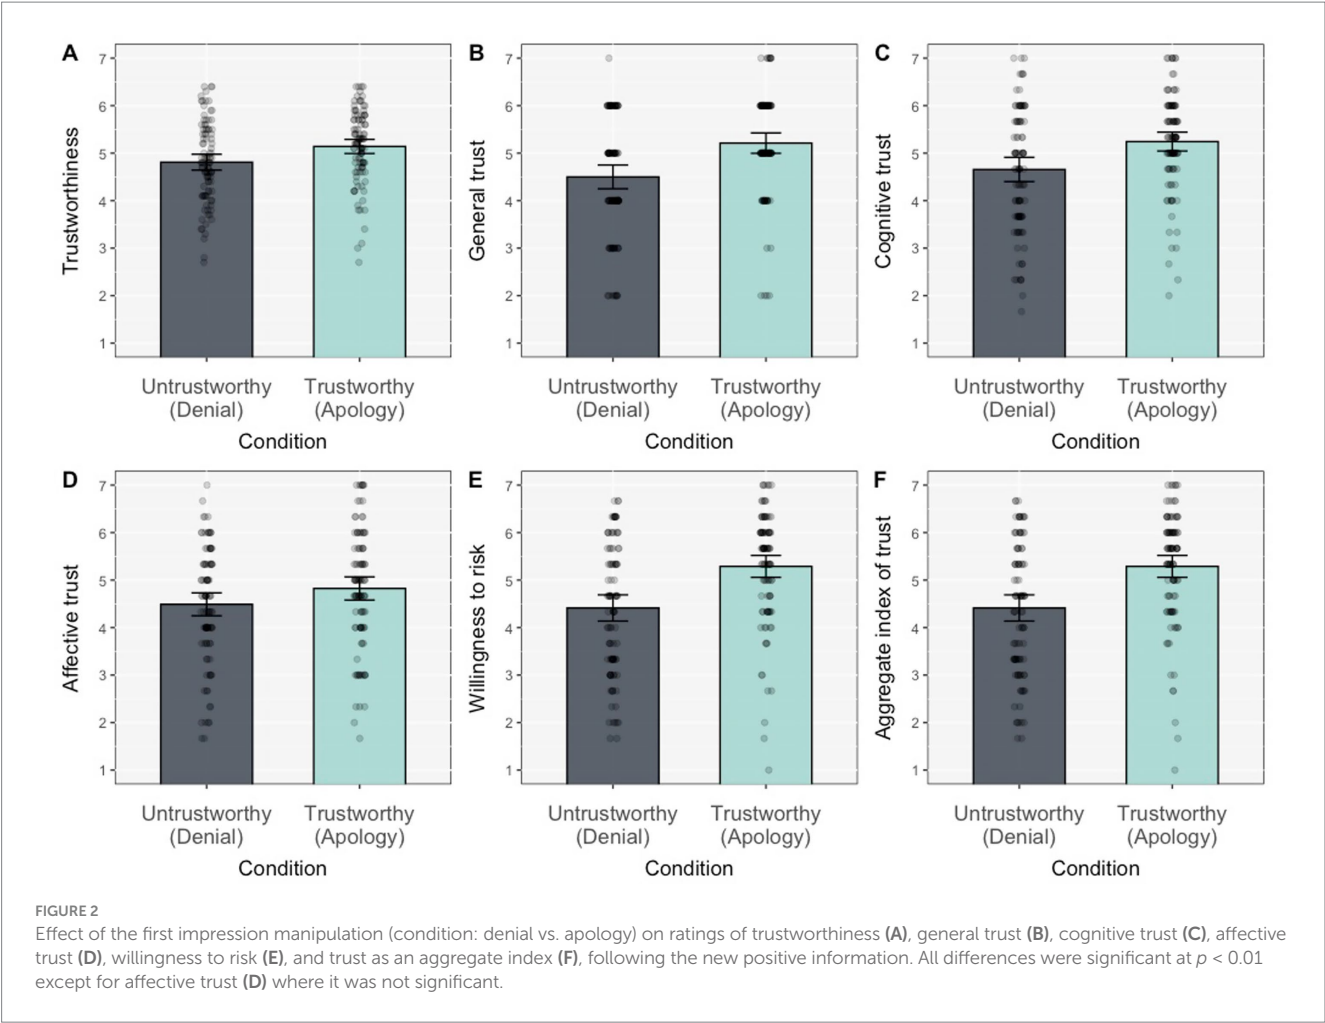 A
Trustworthiness
7
6
5
4
3
2
1
Untrustworthy
(Denial)
Trustworthy
(Apology)
Condition
B
General trust
7
6
5
4
3
2
1
Untrustworthy
(Denial)
Trustworthy
(Apology)
Condition
C
Cognitive trust
7
6
5
4
3
2
1
Untrustworthy
(Denial)
Trustworthy
(Apology)
Condition
D
Affective trust
7
6
5
4
3
2
1
Untrustworthy
(Denial)
Trustworthy
(Apology)
Condition
E
Willingness to risk
7
6
5
4
3
2
1
Untrustworthy
(Denial)
Trustworthy
(Apology)
Condition
F
Aggregate index of trust
7
6
5
4
3
2
1
Untrustworthy
(Denial)
Trustworthy
(Apology)
Condition
FIGURE 2
Effect of the first impression manipulation (condition: denial vs. apology) on ratings of trustworthiness (A), general trust (B), cognitive trust (C), affective
trust (D), willingness to risk (E), and trust as an aggregate index (F), following the new positive information. All differences were significant at p < 0.01
except for affective trust (D) where it was not significant.